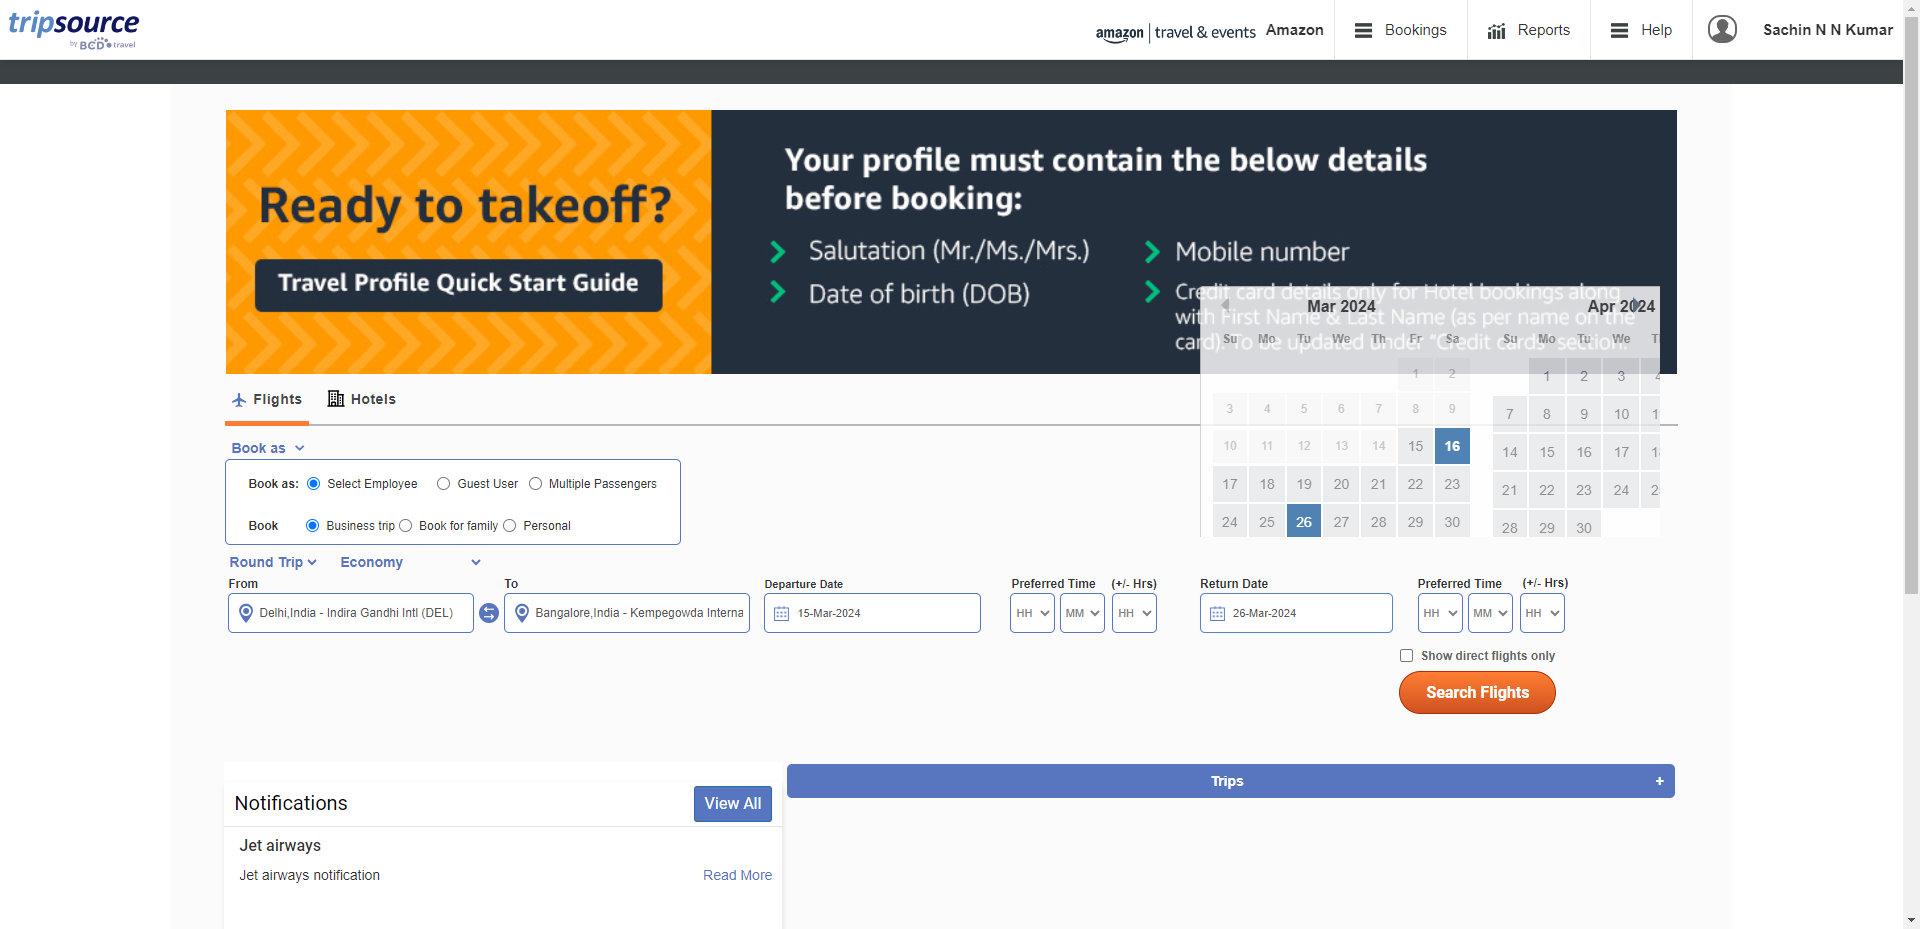 tripsource
by BCD travel
amazon | travel & events Amazon
Bookings
Reports
Help
Sachin N N Kumar
Ready to takeoff?
Travel Profile Quick Start Guide
Your profile must contain the below details
before booking:
Salutation (Mr./Ms./Mrs.)
Date of birth (DOB)
Mobile number
Credit card details only for Hotel bookings along
with First Name & Last Name (as per name on the
card). To be updated under "Credit cards" section.
Flights Hotels
Book as
Book as: Select Employee Guest User Multiple Passengers
Book Business trip Book for family Personal
Mar 2024
Su Mo Tu We Th Fr Sa
1 2
3 4 5 6 7 8 9
10 11 12 13 14 15 16
17 18 19 20 21 22 23
24 25 26 27 28 29 30
Apr 2024
Su Mo Tu We
1 2 3
7 8 9 10
14 15 16 17
21 22 23 24
28 29 30
Round Trip Economy
From To Departure Date Preferred Time (+/- Hrs) Return Date Preferred Time (+/- Hrs)
Delhi,India - Indira Gandhi Intl (DEL) Bangalore,India - Kempegowda Interna 15-Mar-2024 HH MM HH 26-Mar-2024 HH MM HH
Show direct flights only
Search Flights
Trips +
Notifications View All
Jet airways
Jet airways notification Read More